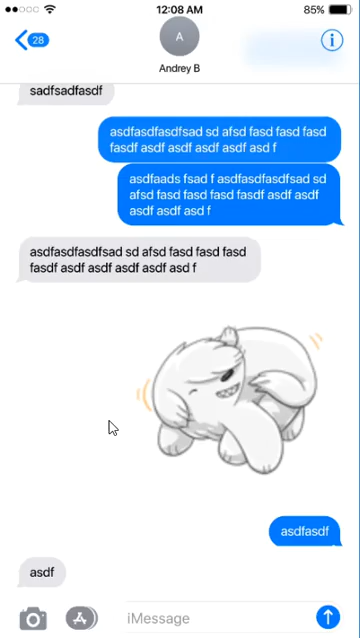 12:08 AM
85%
28
A
Andrey B
sadfsadfasdf
asdfasdfasdfsad sd afsd fasd fasd fasd
fasdf asdf asdf asdf asdf asd f
asdfaads fsad f asdfasdfasdfsad sd
afsd fasd fasd fasd fasdf asdf asdf
asdf asdf asd f
asdfasdfasdfsad sd afsd fasd fasd fasd
fasdf asdf asdf asdf asdf asd f
asdfasdf
asdf
iMessage